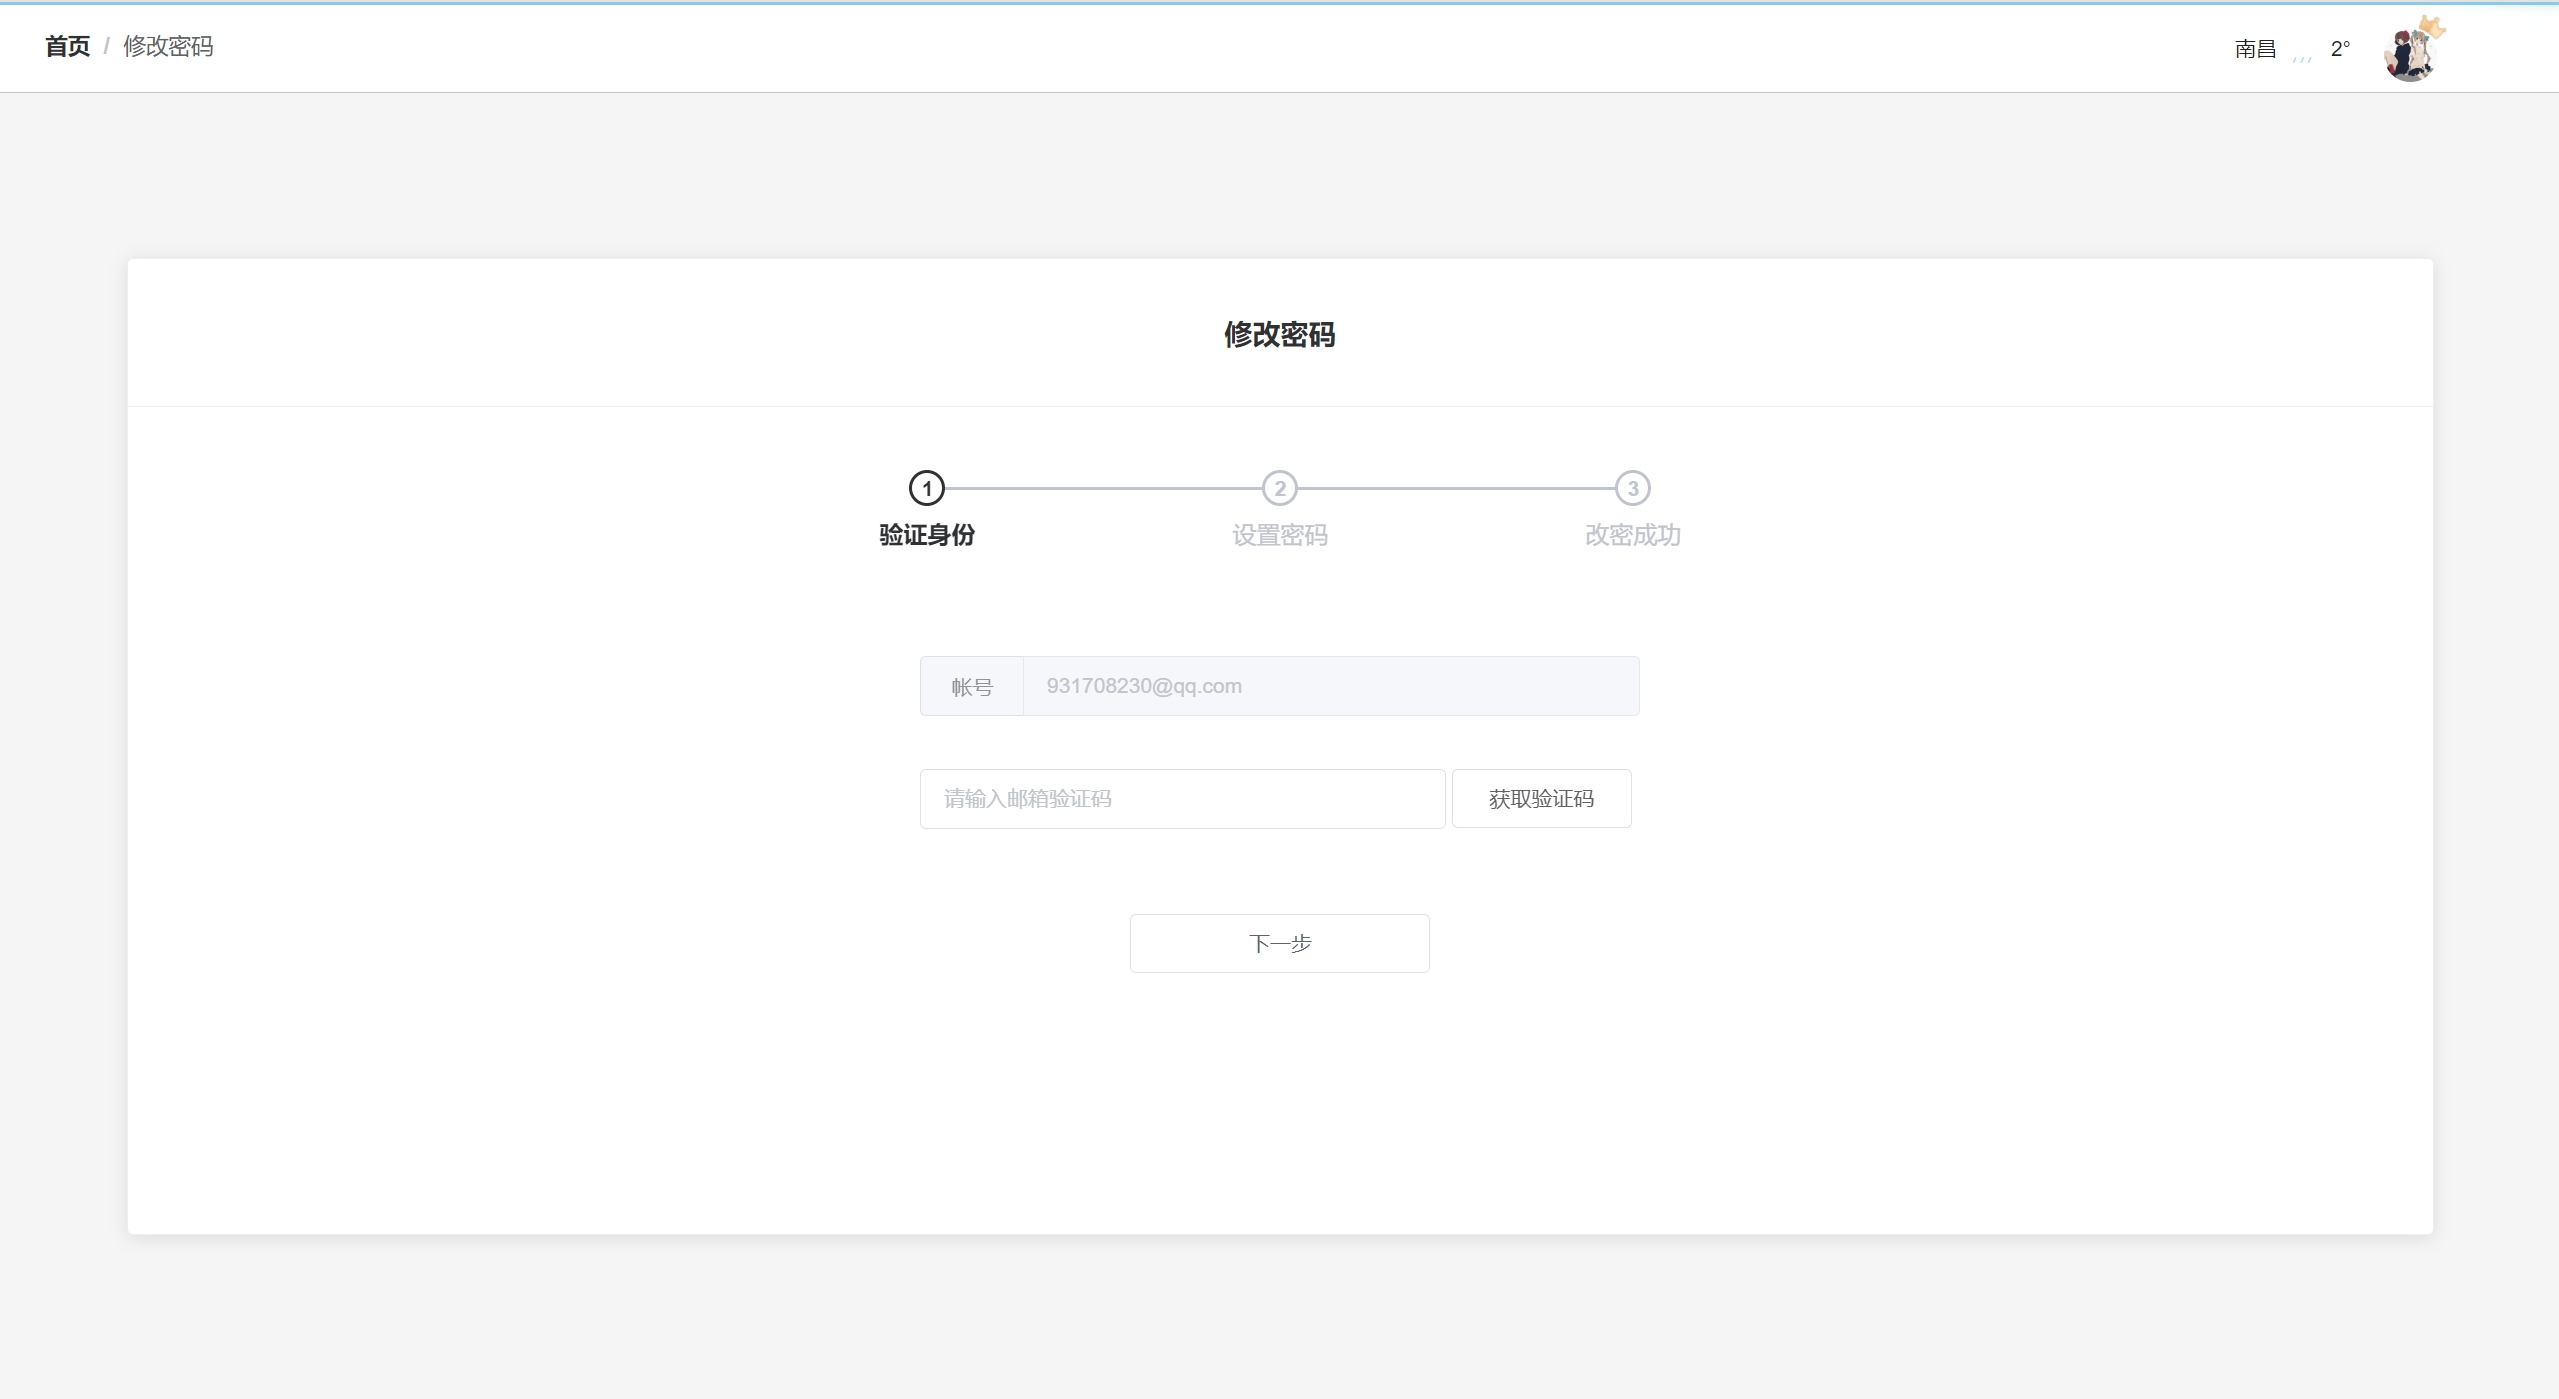 首页 / 修改密码
南昌 2°
修改密码
1 2 3
验证身份 设置密码 改密成功
帐号 931708230@qq.com
请输入邮箱验证码 获取验证码
下一步